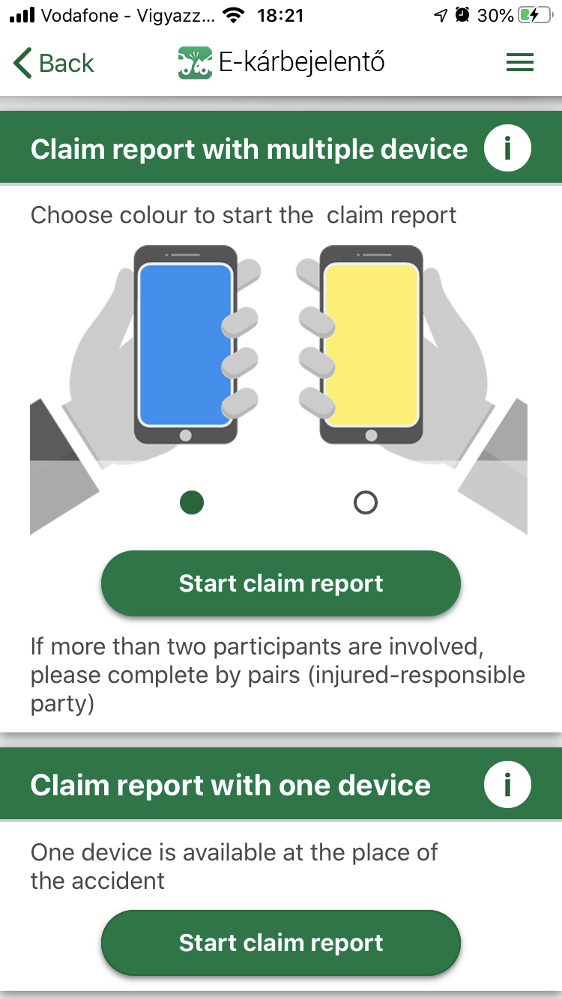 Vodafone - Vigyazz... 18:21 30%
Back E-kárbejelentő
Claim report with multiple device i
Choose colour to start the claim report
Start claim report
If more than two participants are involved,
please complete by pairs (injured-responsible
party)
Claim report with one device i
One device is available at the place of
the accident
Start claim report